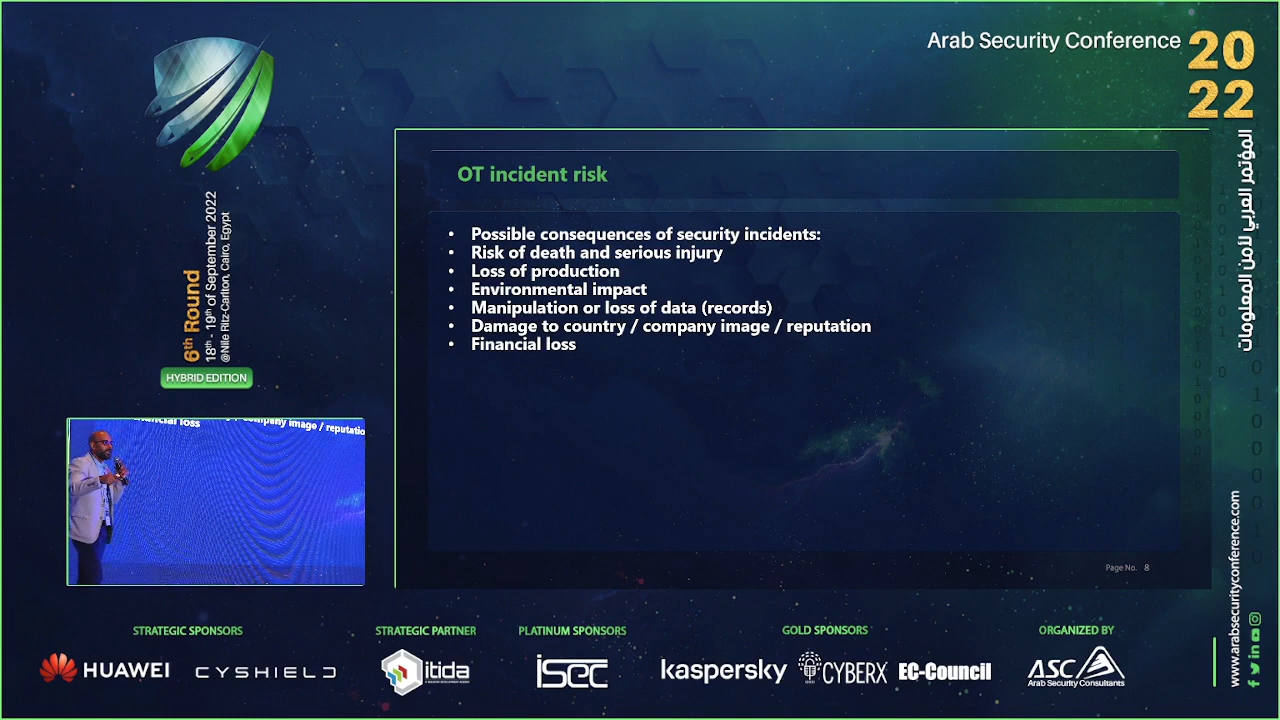 Arab Security Conference 20
22
المؤتمر العربي لأمن المعلومات
6th Round
18th - 19th of September 2022
@Nile Ritz-Carlton, Cairo, Egypt
HYBRID EDITION
OT incident risk
• Possible consequences of security incidents:
• Risk of death and serious injury
• Loss of production
• Environmental impact
• Manipulation or loss of data (records)
• Damage to country / company image / reputation
• Financial loss
Page No. 8
ancial loss
company image / reputatio
www.arabsecurityconference.com
STRATEGIC SPONSORS
HUAWEI
CYSHIELD
STRATEGIC PARTNER
itida
PLATINUM SPONSORS
isec
GOLD SPONSORS
kaspersky
CYBERX
EC-Council
ORGANIZED BY
ASC
Arab Security Consultants